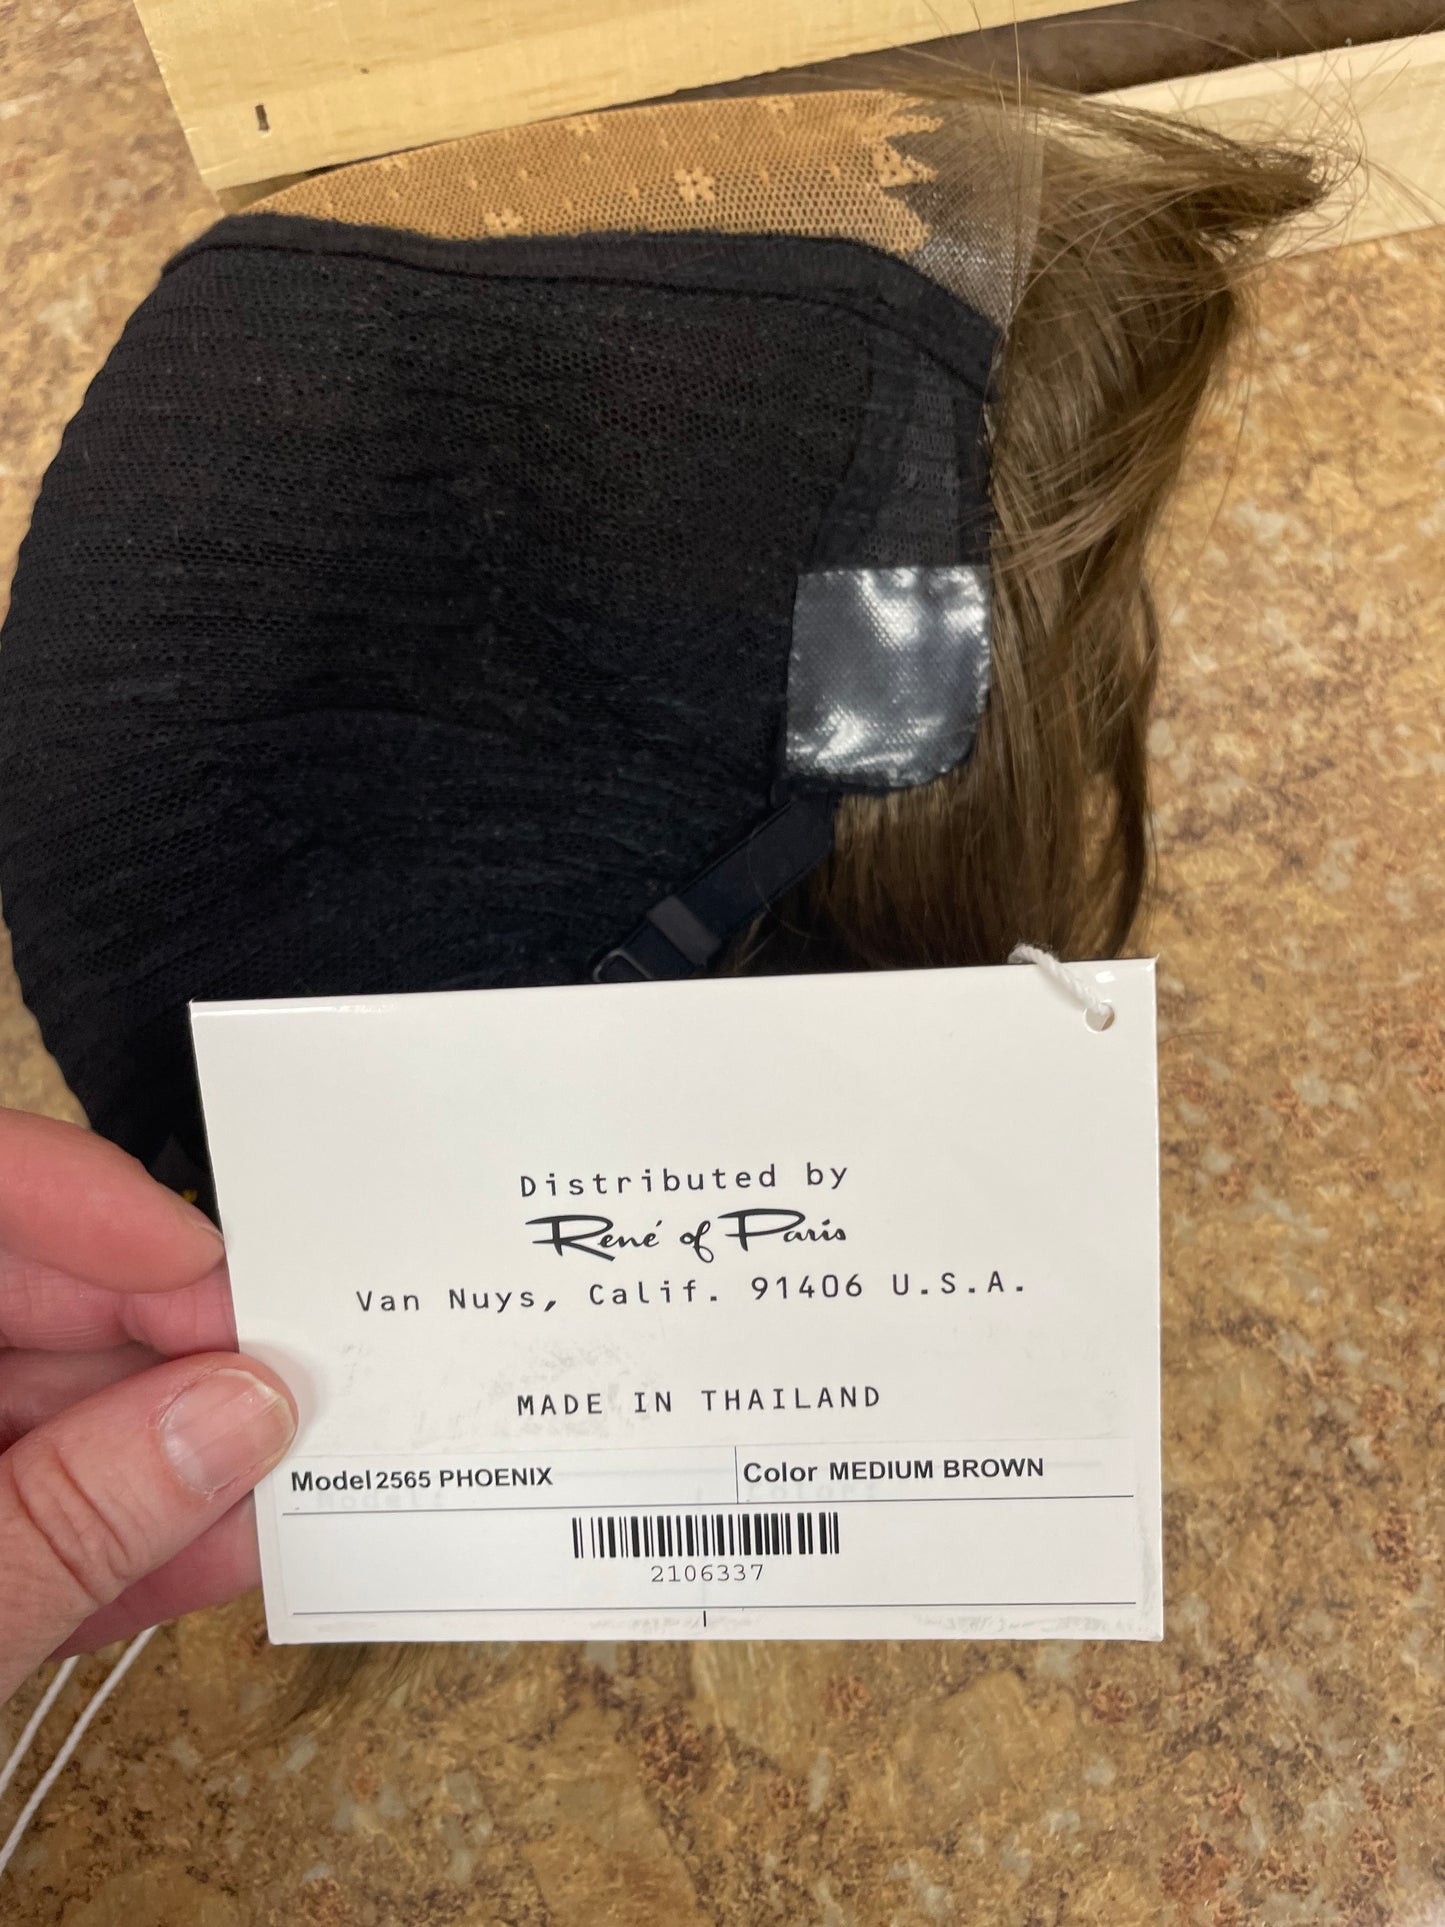 Distributed by
René of Paris
Van Nuys, Calif. 91406 U.S.A.
MADE IN THAILAND
Model 2565 PHOENIX
Color MEDIUM BROWN
2106337